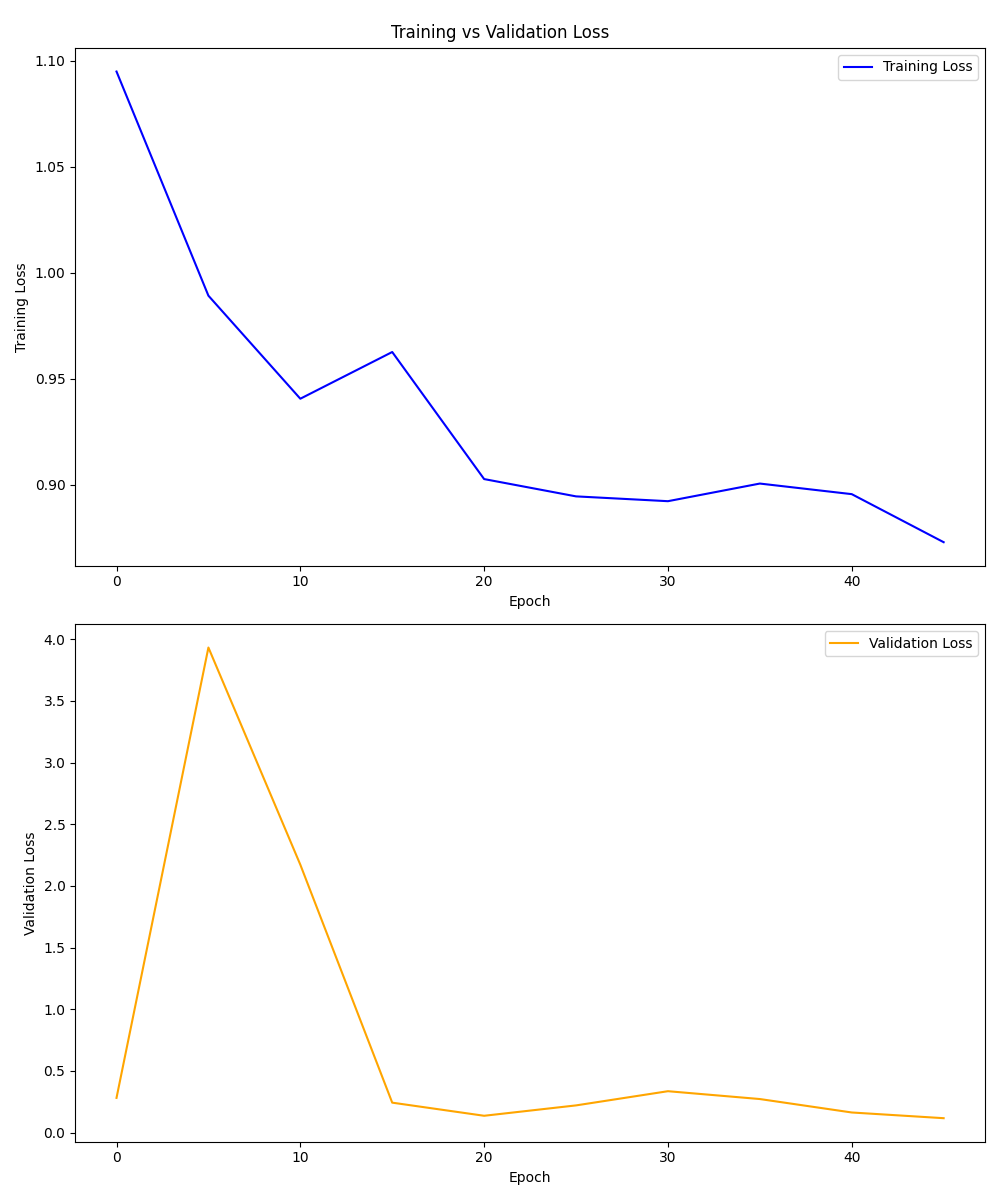 Training vs Validation Loss
Training Loss
1.10
1.05
1.00
0.95
0.90
Training Loss
0 10 20 30 40
Epoch
Validation Loss
4.0
3.5
3.0
2.5
2.0
1.5
1.0
0.5
0.0
Validation Loss
0 10 20 30 40
Epoch